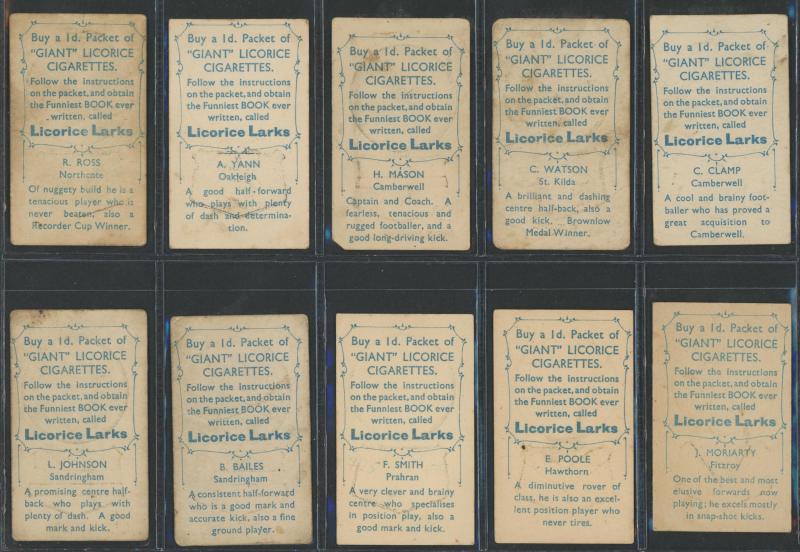 Buy a 1d. Packet of
"GIANT" LICORICE
CIGARETTES.
Follow the instructions
on the packet, and obtain
the Funniest BOOK ever
written, called
Licorice Larks
R. ROSS
Northcote
Of nuggety build he is a
tenacious player who is
never beaten, also a
Recorder Cup Winner.
Buy a 1d. Packet of
"GIANT" LICORICE
CIGARETTES.
Follow the instructions
on the packet, and obtain
the Funniest BOOK ever
written, called
Licorice Larks
A. YANN
Oakleigh
A good half-forward
who plays with plenty
of dash and determina-
tion.
Buy a 1d. Packet of
"GIANT" LICORICE
CIGARETTES.
Follow the instructions
on the packet, and obtain
the Funniest BOOK ever
written, called
Licorice Larks
H. MASON
Camberwell
Captain and Coach. A
fearless, tenacious and
rugged footballer, and a
good long-driving kick.
Buy a 1d. Packet of
"GIANT" LICORICE
CIGARETTES.
Follow the instructions
on the packet, and obtain
the Funniest BOOK ever
written, called
Licorice Larks
C. WATSON
St. Kilda
A brilliant and dashing
centre half-back, also a
good kick. Brownlow
Medal Winner.
Buy a 1d. Packet of
"GIANT" LICORICE
CIGARETTES.
Follow the instructions
on the packet, and obtain
the Funniest BOOK ever
written, called
Licorice Larks
C. CLAMP
Camberwell
A cool and brainy foot-
baller who has proved a
great acquisition to
Camberwell.
Buy a 1d. Packet of
"GIANT" LICORICE
CIGARETTES.
Follow the instructions
on the packet, and obtain
the Funniest BOOK ever
written, called
Licorice Larks
L. JOHNSON
Sandringham
A promising centre half-
back who plays with
plenty of dash. A good
mark and kick.
Buy a 1d. Packet of
"GIANT" LICORICE
CIGARETTES.
Follow the instructions
on the packet, and obtain
the Funniest BOOK ever
written, called
Licorice Larks
B. BAILES
Sandringham
A consistent half-forward
who is a good mark and
accurate kick, also a fine
ground player.
Buy a 1d. Packet of
"GIANT" LICORICE
CIGARETTES.
Follow the instructions
on the packet, and obtain
the Funniest BOOK ever
written, called
Licorice Larks
F. SMITH
Prahran
A very clever and brainy
centre who specialises
in position play, also a
good mark and kick.
Buy a 1d. Packet of
"GIANT" LICORICE
CIGARETTES.
Follow the instructions
on the packet, and obtain
the Funniest BOOK ever
written, called
Licorice Larks
E. POOLE
Hawthorn
A diminutive rover of
class, he is also an excel-
lent position player who
never tires.
Buy a 1d. Packet of
"GIANT" LICORICE
CIGARETTES.
Follow the instructions
on the packet, and obtain
the Funniest BOOK ever
written, called
Licorice Larks
J. MORIARTY
Fitzroy
One of the best and most
elusive forwards now
playing; he excels mostly
in snap-shot kicks.